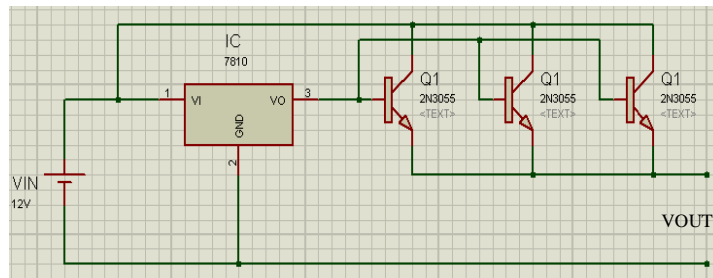 IC
7810
1
VI
VO
3
GND
2
Q1
2N3055
<TEXT>
Q1
2N3055
<TEXT>
Q1
2N3055
<TEXT>
VIN
12V
VOUT